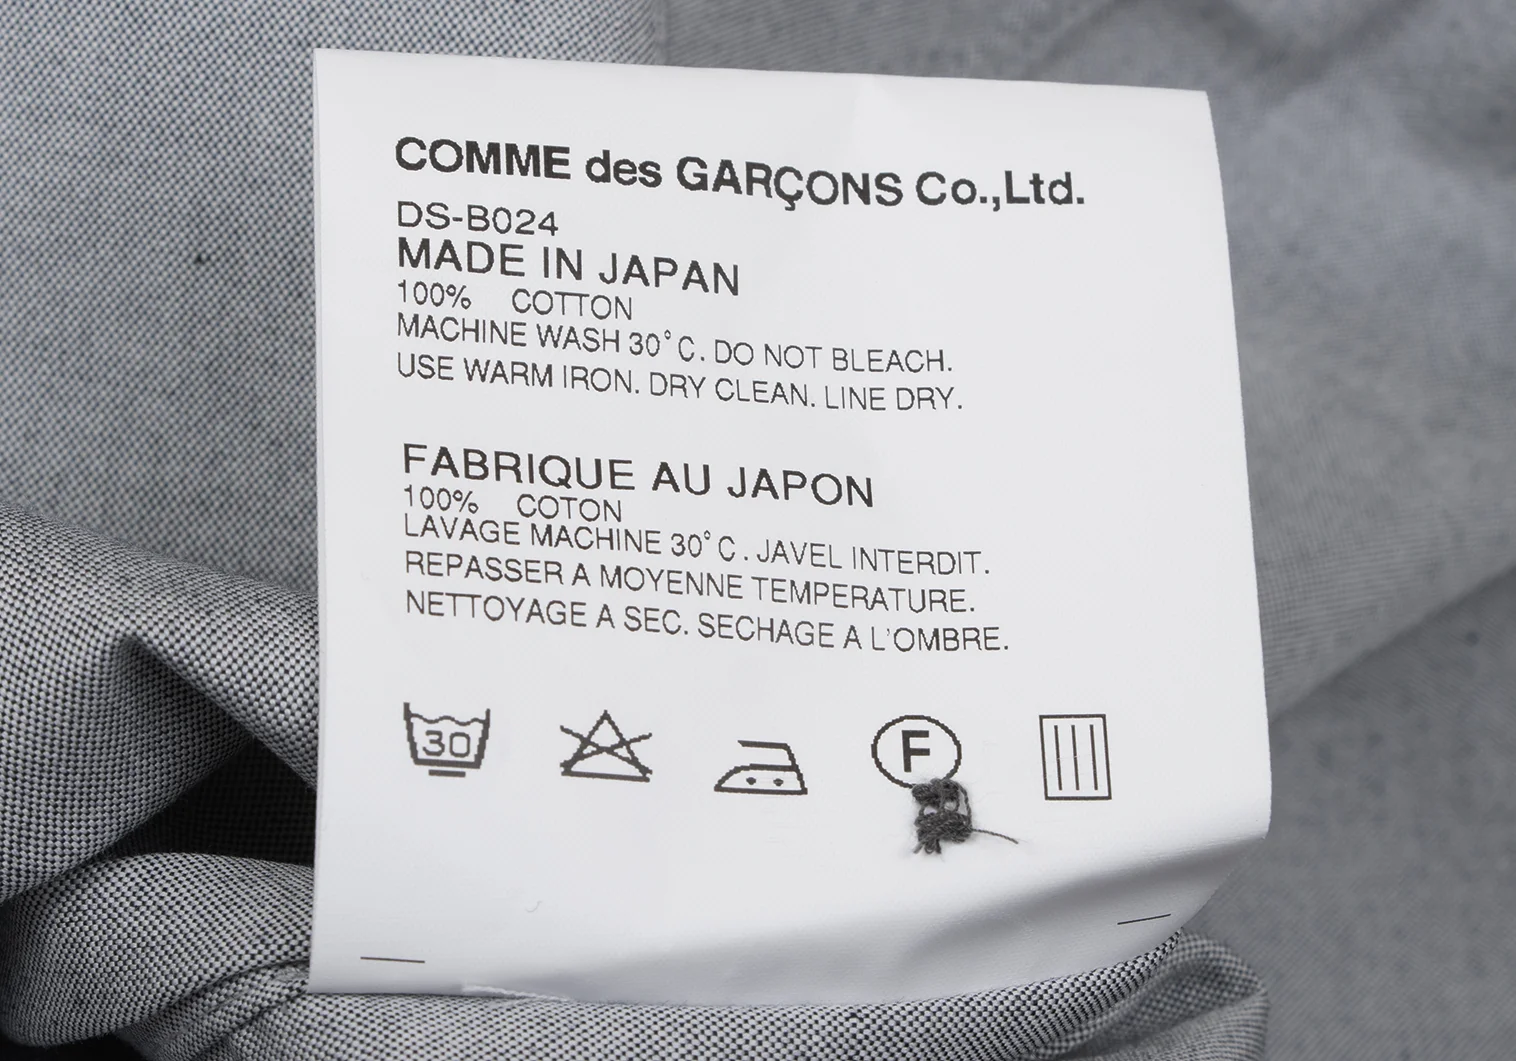 COMME des GARÇONS Co.,Ltd.
DS-B024
MADE IN JAPAN
100% COTTON
MACHINE WASH 30°C. DO NOT BLEACH.
USE WARM IRON. DRY CLEAN. LINE DRY.
FABRIQUE AU JAPON
100% COTON
LAVAGE MACHINE 30°C. JAVEL INTERDIT.
REPASSER A MOYENNE TEMPERATURE.
NETTOYAGE A SEC. SECHAGE A L'OMBRE.
30 F